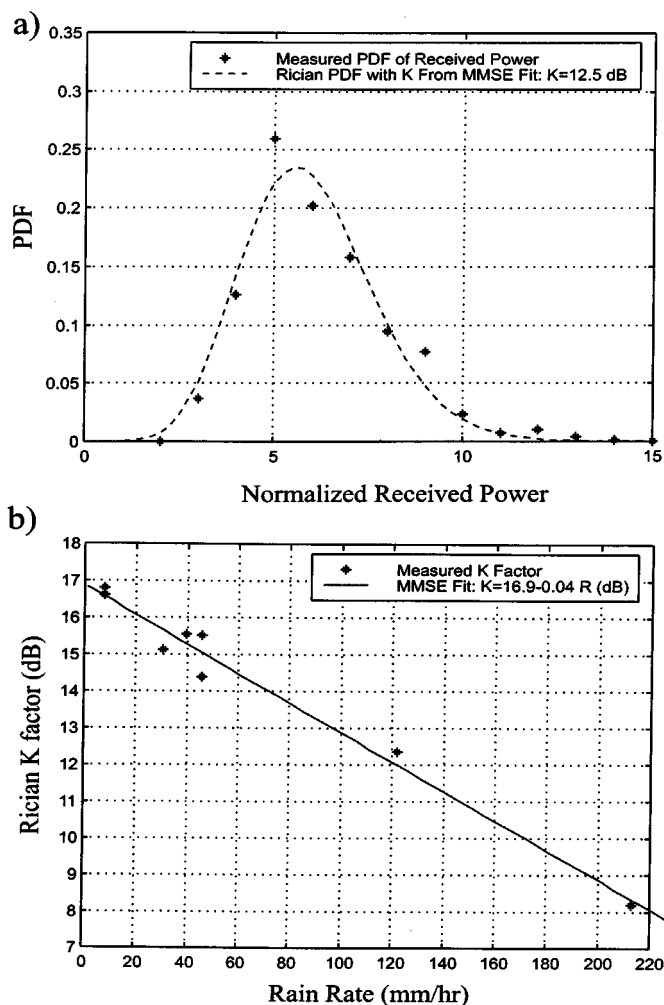 a)
0.35
0.3
0.25
0.2
0.15
0.1
0.05
0
PDF
Measured PDF of Received Power
Rician PDF with K From MMSE Fit: K=12.5 dB
0 5 10 15
Normalized Received Power
b)
18
17
16
15
14
13
12
11
10
9
8
7
Rician K factor (dB)
Measured K Factor
MMSE Fit: K=16.9-0.04 R (dB)
0 20 40 60 80 100 120 140 160 180 200 220
Rain Rate (mm/hr)